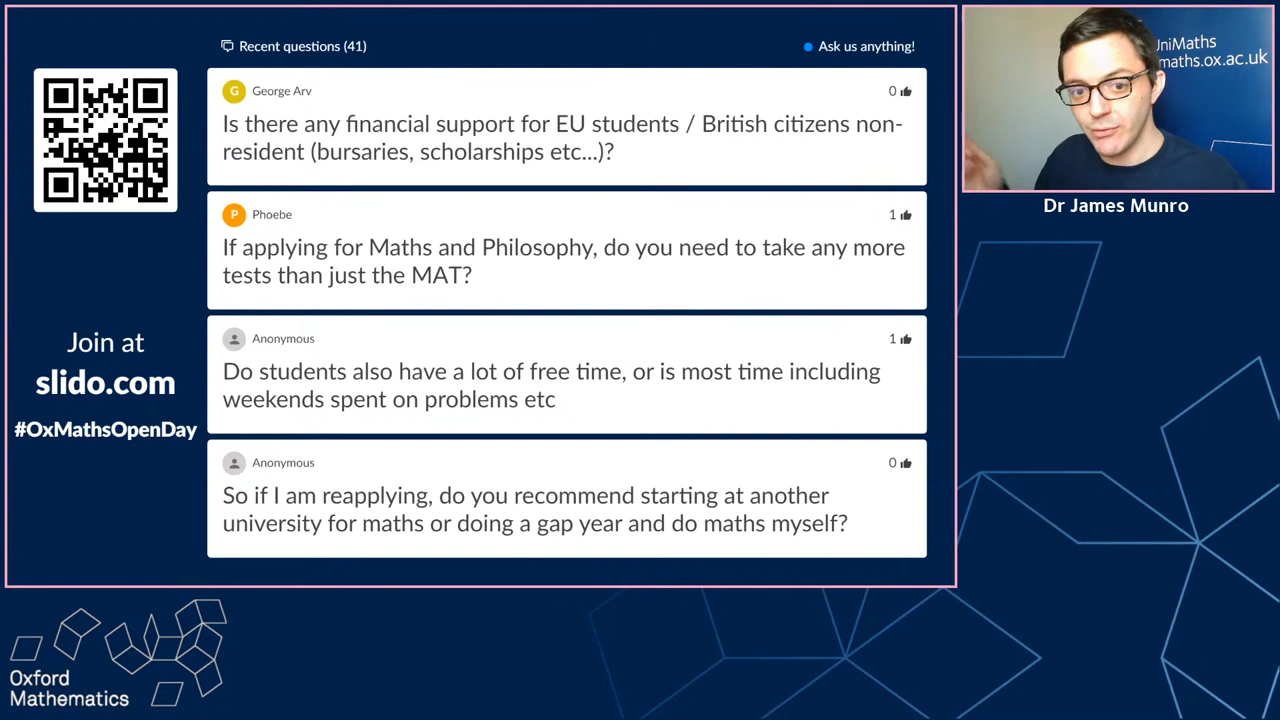 Recent questions (41)
Ask us anything!
G
George Arv
0
Is there any financial support for EU students / British citizens non-
resident (bursaries, scholarships etc...)?
P
Phoebe
1
If applying for Maths and Philosophy, do you need to take any more
tests than just the MAT?
Anonymous
1
Do students also have a lot of free time, or is most time including
weekends spent on problems etc
Anonymous
0
So if I am reapplying, do you recommend starting at another
university for maths or doing a gap year and do maths myself?
Join at
slido.com
#OxMathsOpenDay
UniMaths
maths.ox.ac.uk
Dr James Munro
Oxford
Mathematics